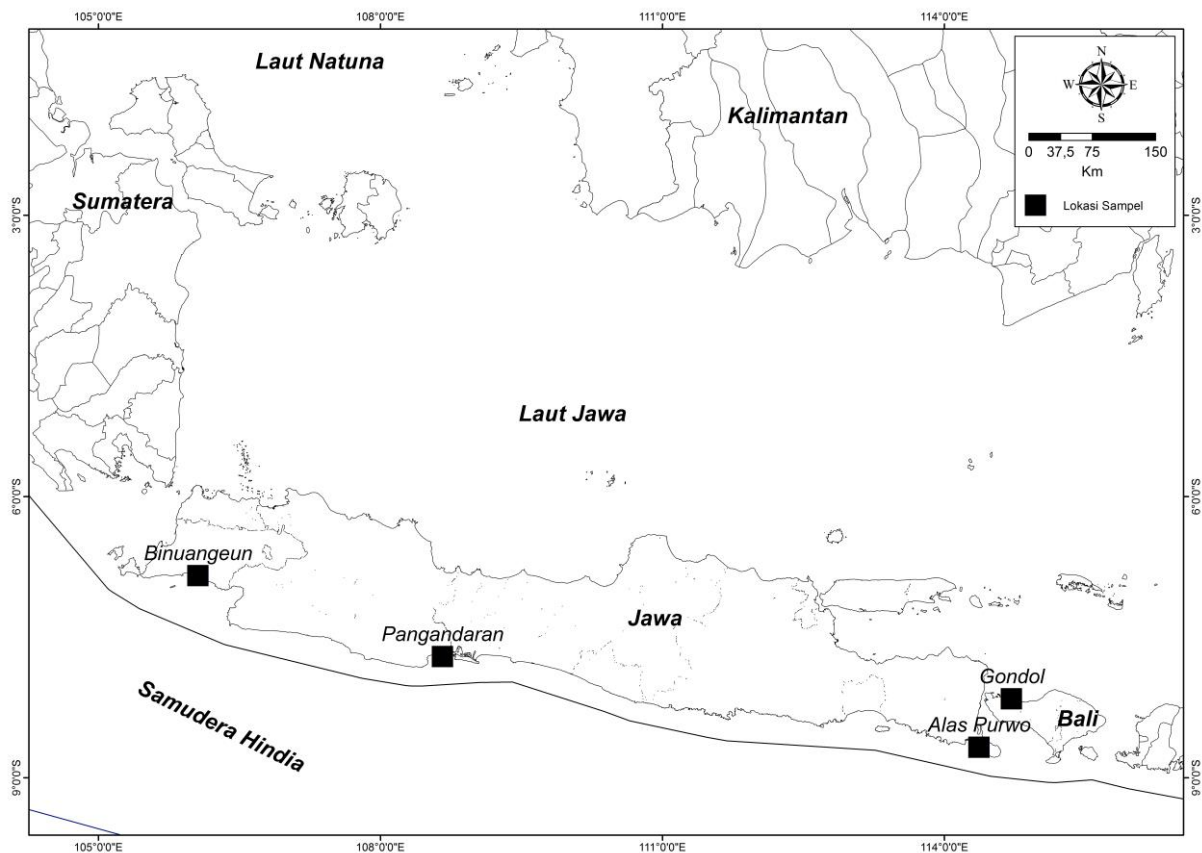 105°0'0"E
108°0'0"E
111°0'0"E
114°0'0"E
Laut Natuna
Kalimantan
N
W E
S
0 37,5 75 150
Km
Lokasi Sampel
Sumatera
3°0'0"S
3°0'0"S
Laut Jawa
6°0'0"S
6°0'0"S
Binuangeun
Jawa
Pangandaran
Gondol
Bali
Alas Purwo
Samudera Hindia
9°0'0"S
9°0'0"S
105°0'0"E
108°0'0"E
111°0'0"E
114°0'0"E